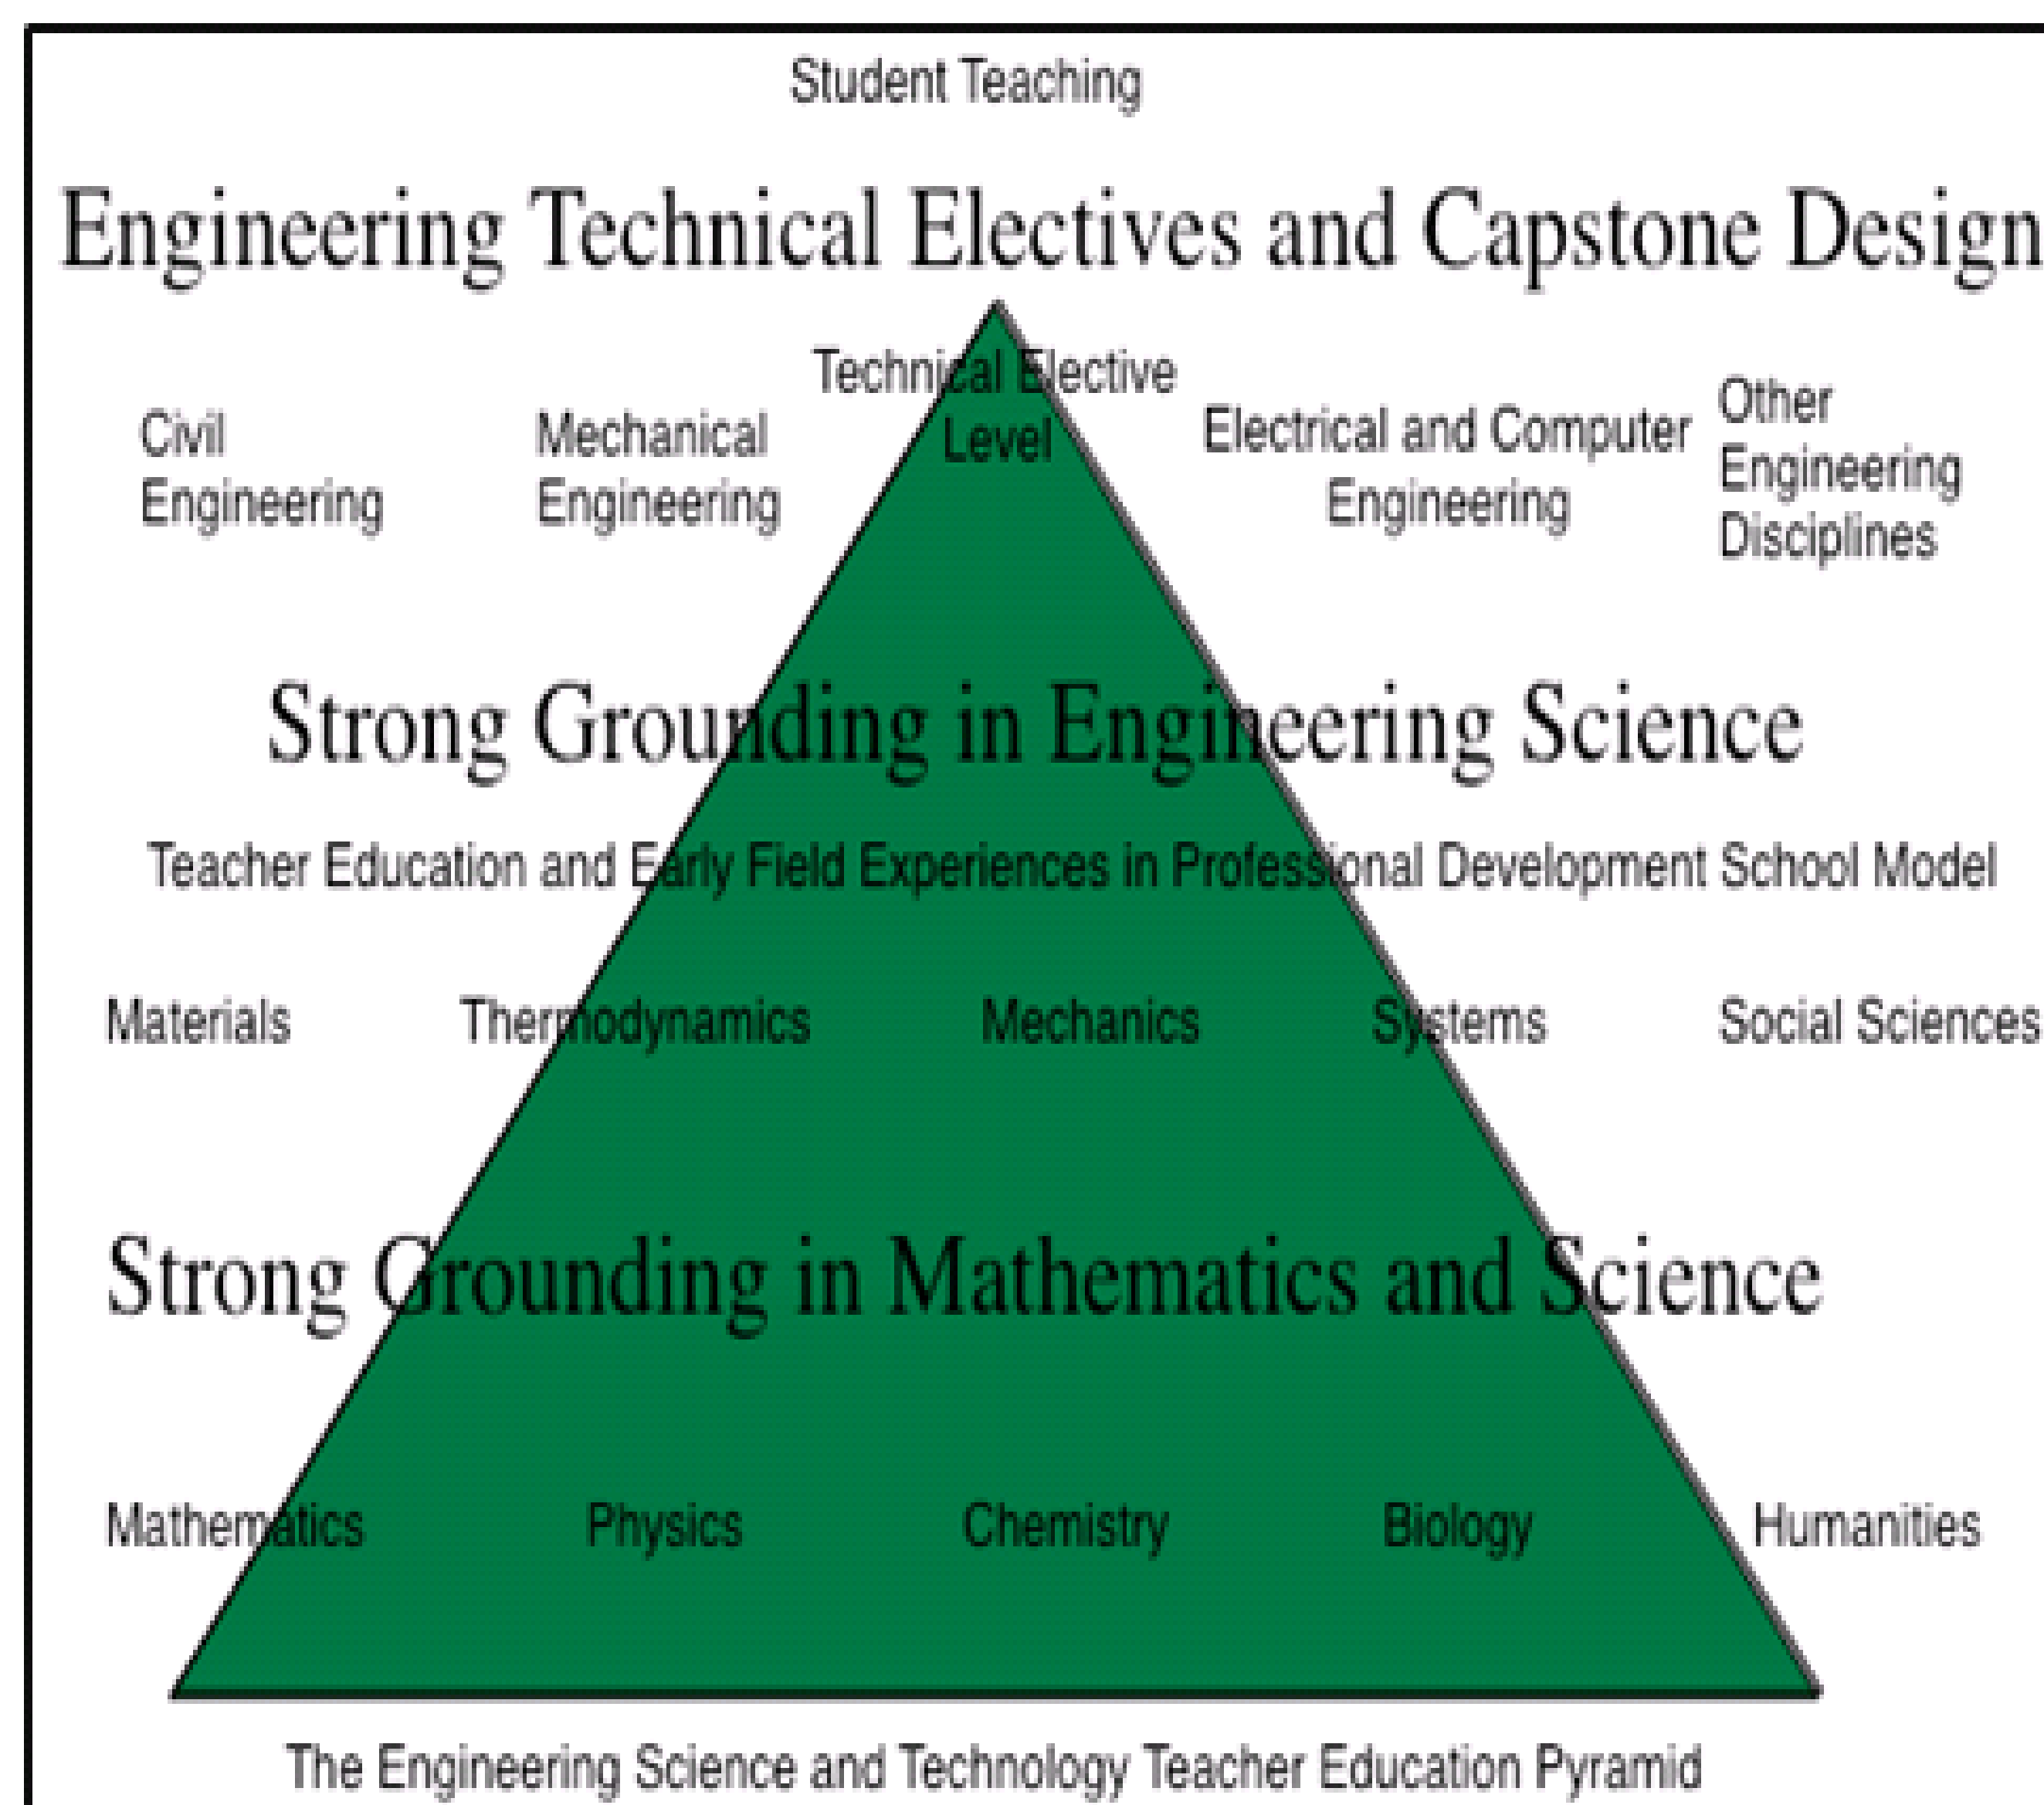 Student Teaching
Engineering Technical Electives and Capstone Design
Technical Elective
Level
Civil
Engineering
Mechanical
Engineering
Electrical and Computer
Engineering
Other
Engineering
Disciplines
Strong Grounding in Engineering Science
Teacher Education and Early Field Experiences in Professional Development School Model
Materials Thermodynamics Mechanics Systems Social Sciences
Strong Grounding in Mathematics and Science
Mathematics Physics Chemistry Biology Humanities
The Engineering Science and Technology Teacher Education Pyramid